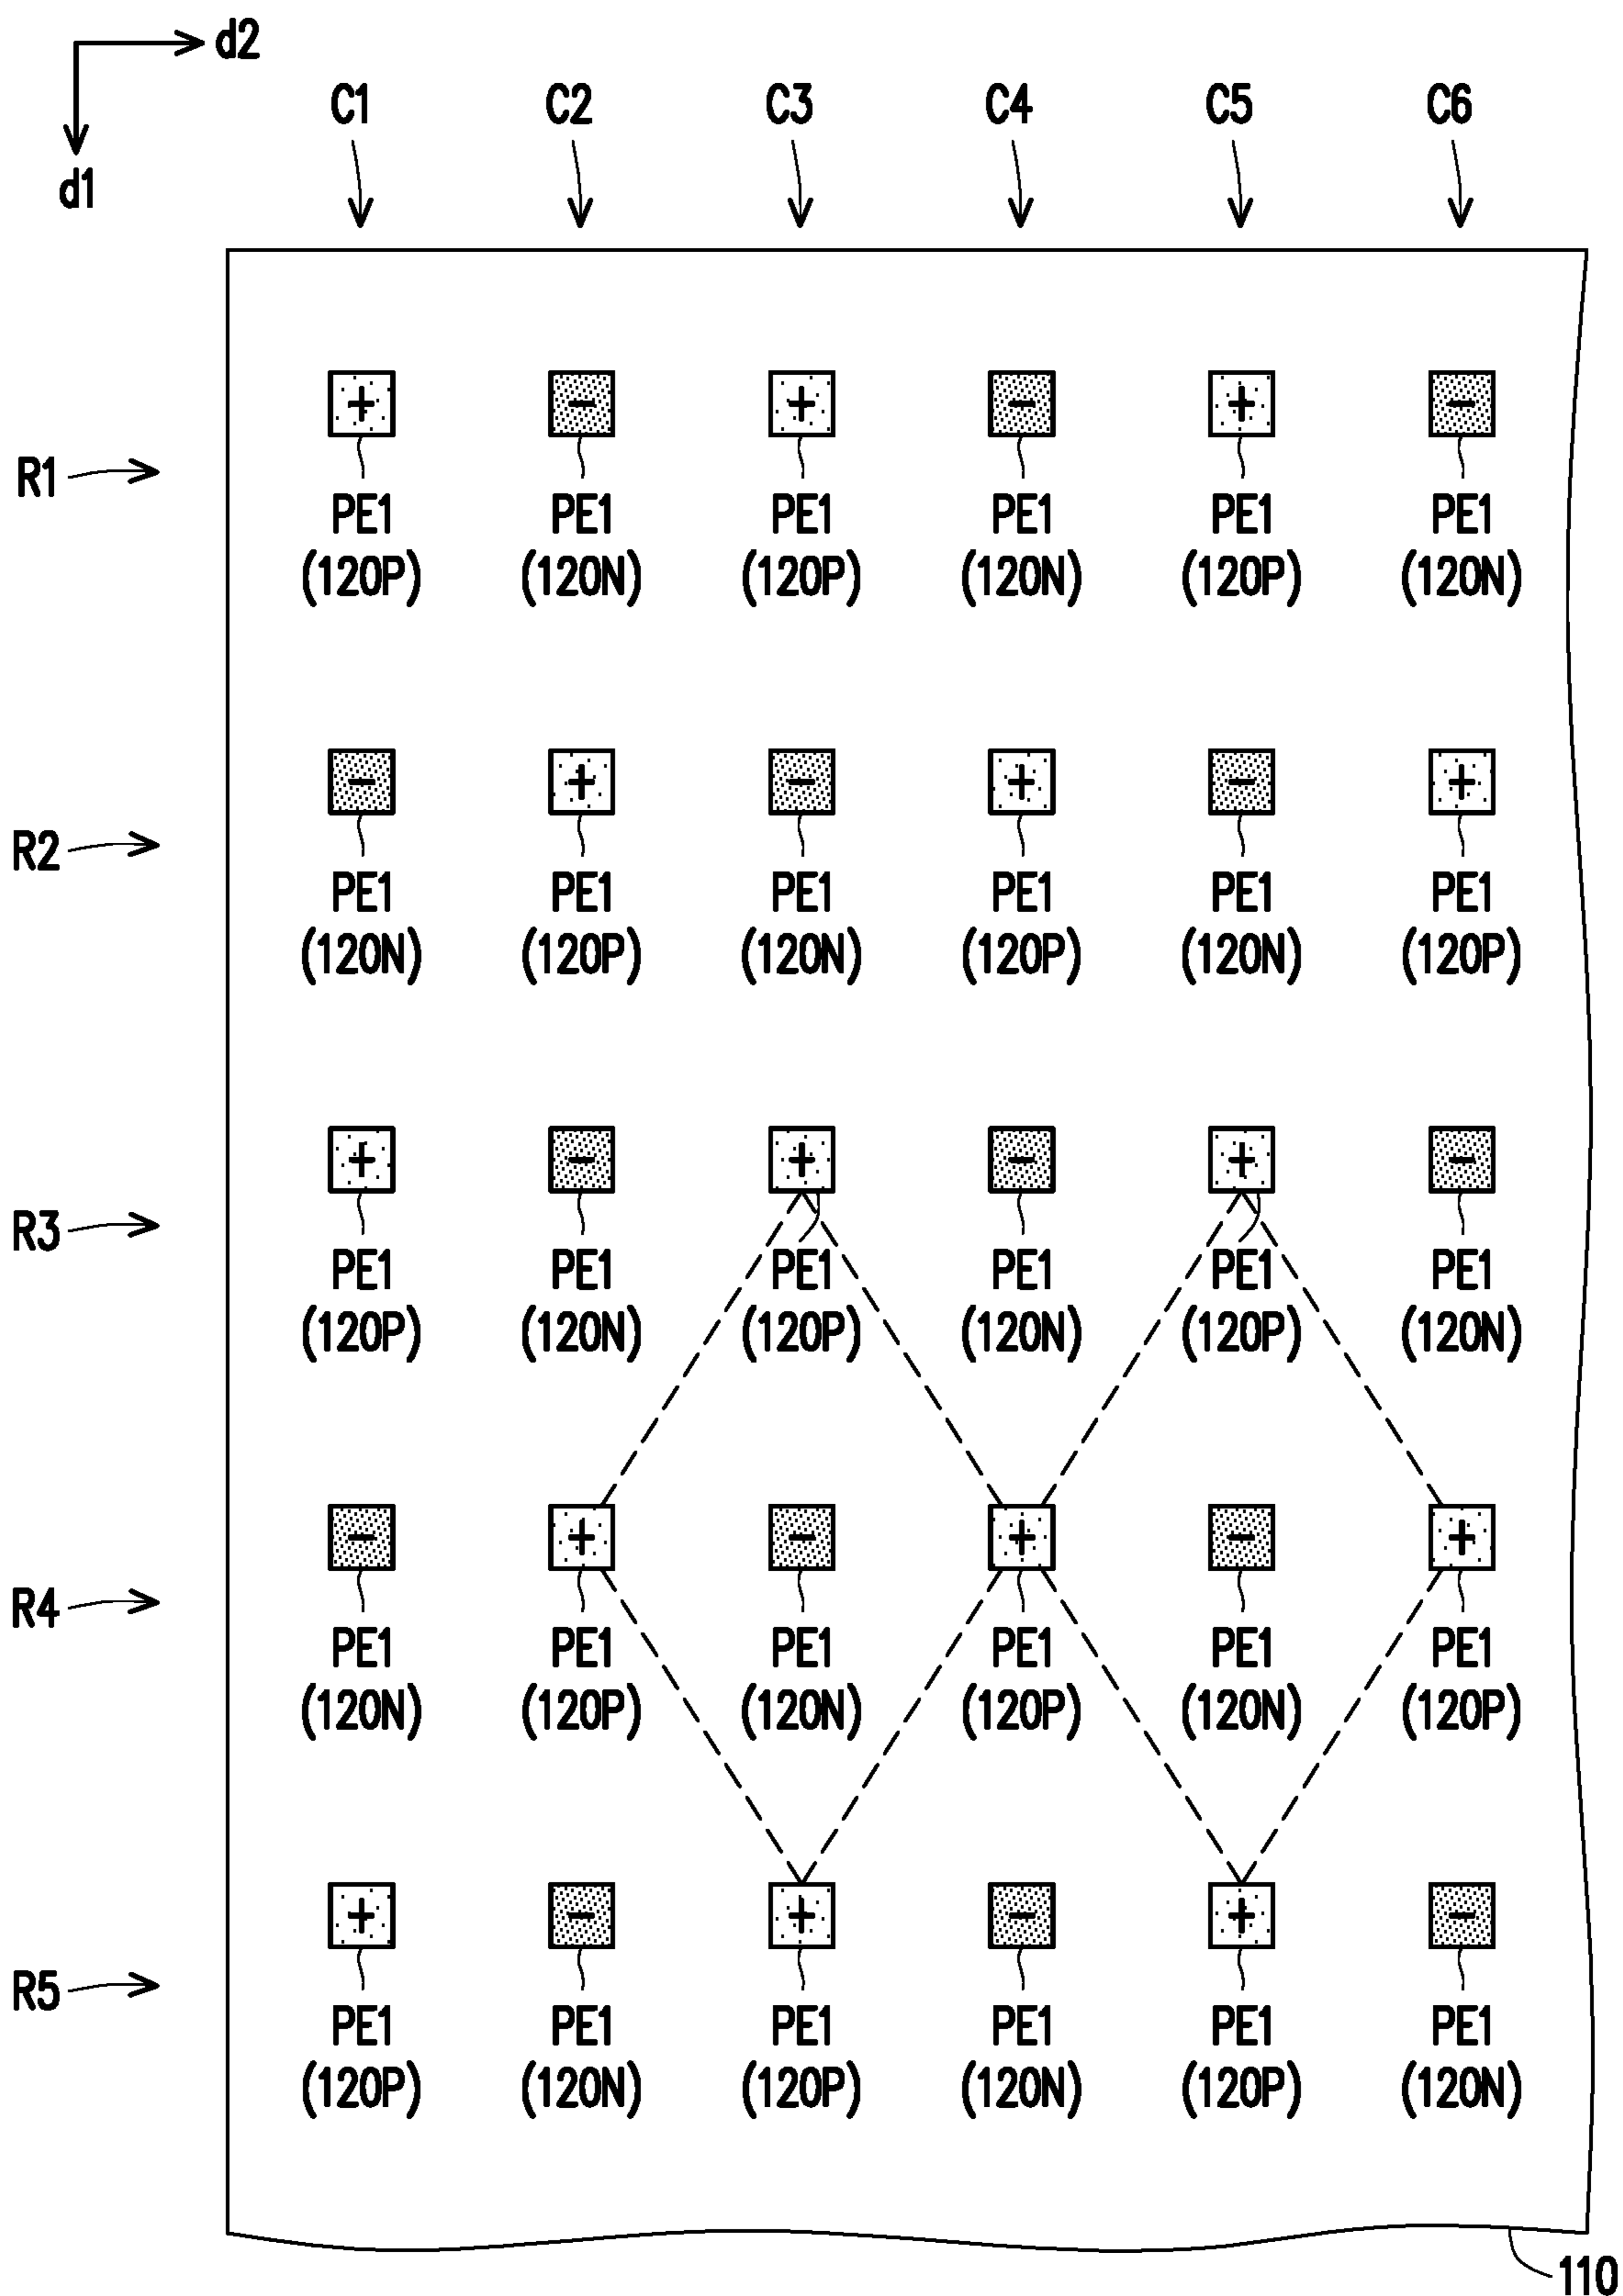 d2
d1
C1 C2 C3 C4 C5 C6
+ - + - + -
R1
PE1 PE1 PE1 PE1 PE1 PE1
(120P) (120N) (120P) (120N) (120P) (120N)
- + - + - +
R2
PE1 PE1 PE1 PE1 PE1 PE1
(120N) (120P) (120N) (120P) (120N) (120P)
+ - + - + -
R3
PE1 PE1 PE1 PE1 PE1 PE1
(120P) (120N) (120P) (120N) (120P) (120N)
- + - + - +
R4
PE1 PE1 PE1 PE1 PE1 PE1
(120N) (120P) (120N) (120P) (120N) (120P)
+ - + - + -
R5
PE1 PE1 PE1 PE1 PE1 PE1
(120P) (120N) (120P) (120N) (120P) (120N)
110